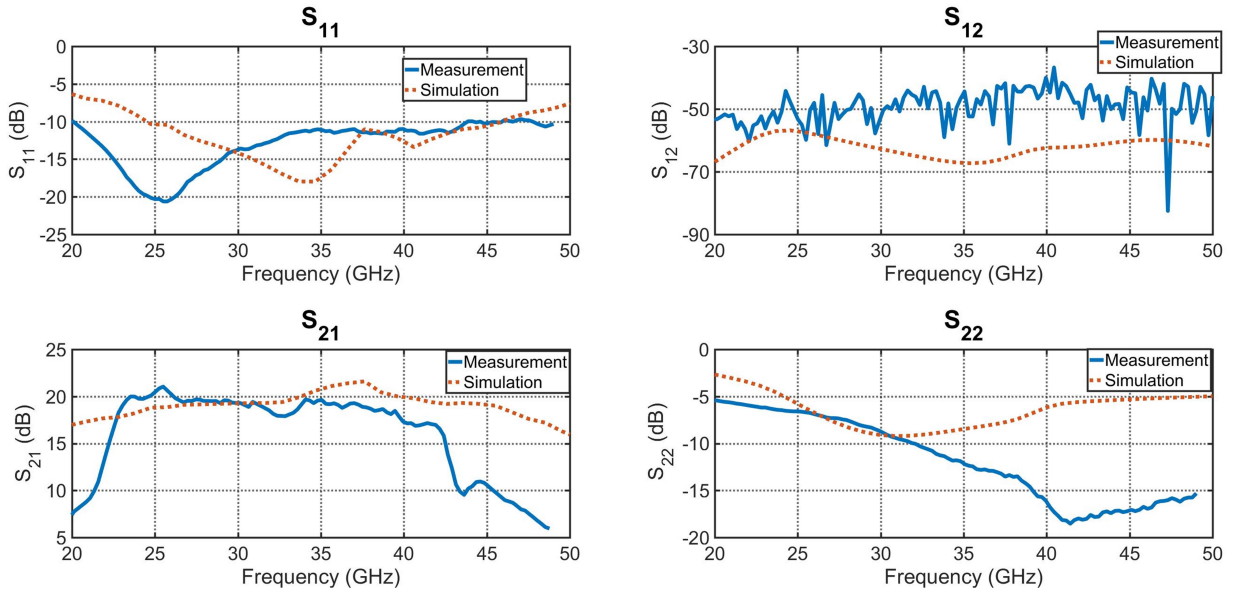 S11
S11 (dB)
0
-5
-10
-15
-20
-25
Measurement
Simulation
20 25 30 35 40 45 50
Frequency (GHz)
S12
S12 (dB)
-30
-50
-70
-90
Measurement
Simulation
20 25 30 35 40 45 50
Frequency (GHz)
S21
S21 (dB)
25
20
15
10
5
Measurement
Simulation
20 25 30 35 40 45 50
Frequency (GHz)
S22
S22 (dB)
0
-5
-10
-15
-20
Measurement
Simulation
20 25 30 35 40 45 50
Frequency (GHz)